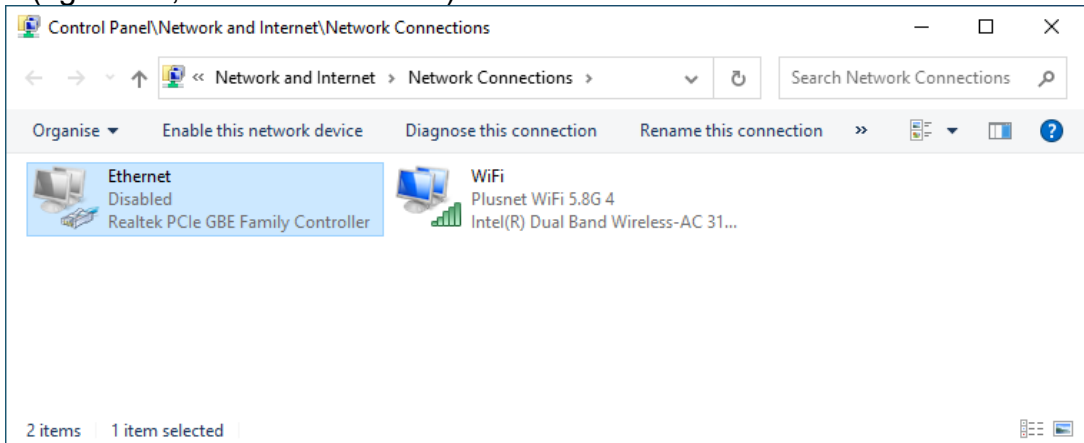 Control Panel\Network and Internet\Network Connections
« Network and Internet > Network Connections >
Search Network Connections
Organise Enable this network device Diagnose this connection Rename this connection »
Ethernet
Disabled
Realtek PCIe GBE Family Controller
WiFi
Plusnet WiFi 5.8G 4
Intel(R) Dual Band Wireless-AC 31...
2 items 1 item selected